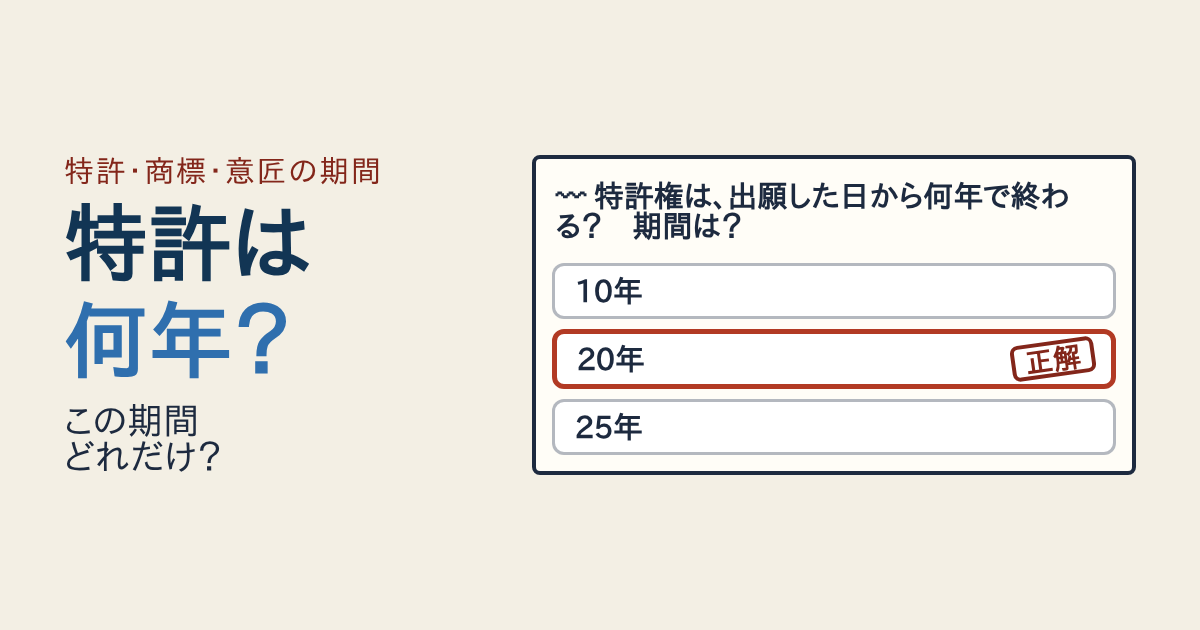 特許・商標・意匠の期間
特許は
何年?
この期間
どれだけ?
〰 特許権は、出願した日から何年で終わ
る? 期間は?
10年
20年
正解
25年